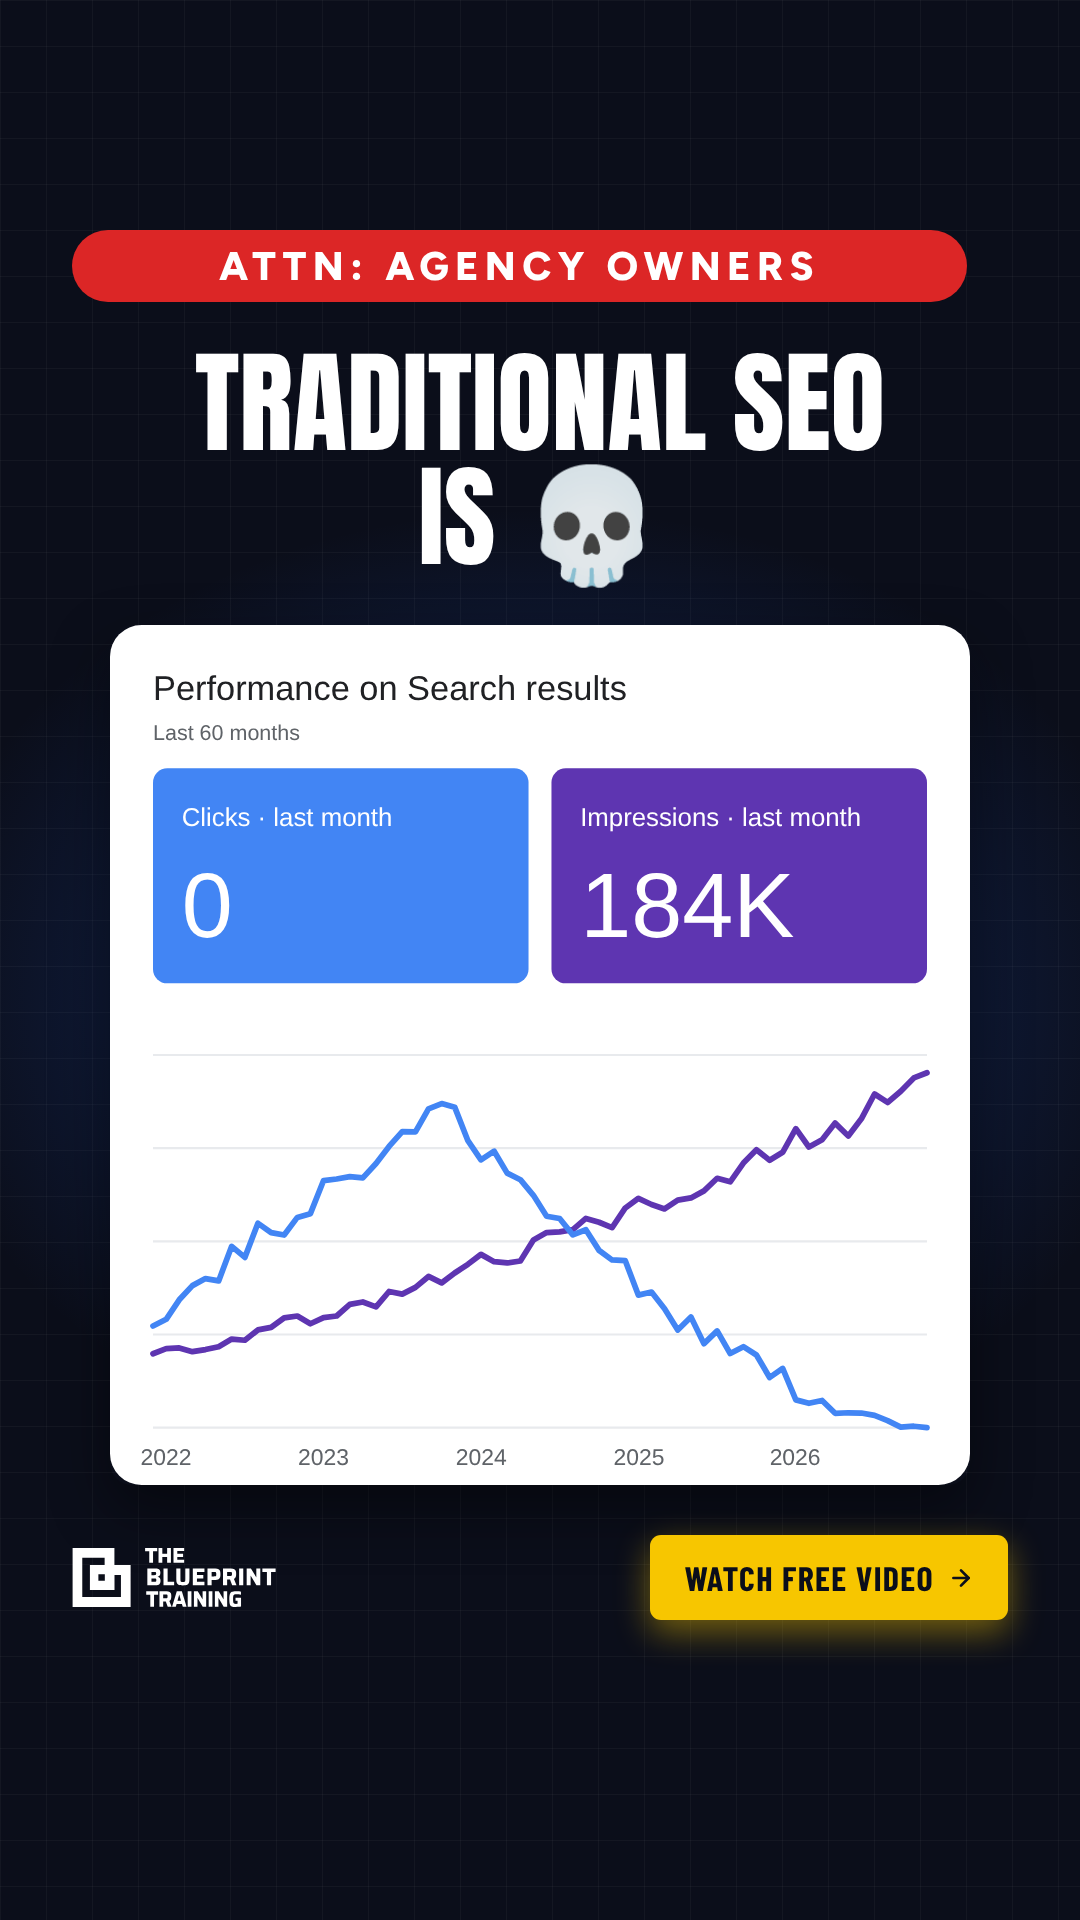 ATTN: AGENCY OWNERS
TRADITIONAL SEO
IS 💀
Performance on Search results
Last 60 months
Clicks · last month
0
Impressions · last month
184K
2022
2023
2024
2025
2026
THE
BLUEPRINT
TRAINING
WATCH FREE VIDEO →